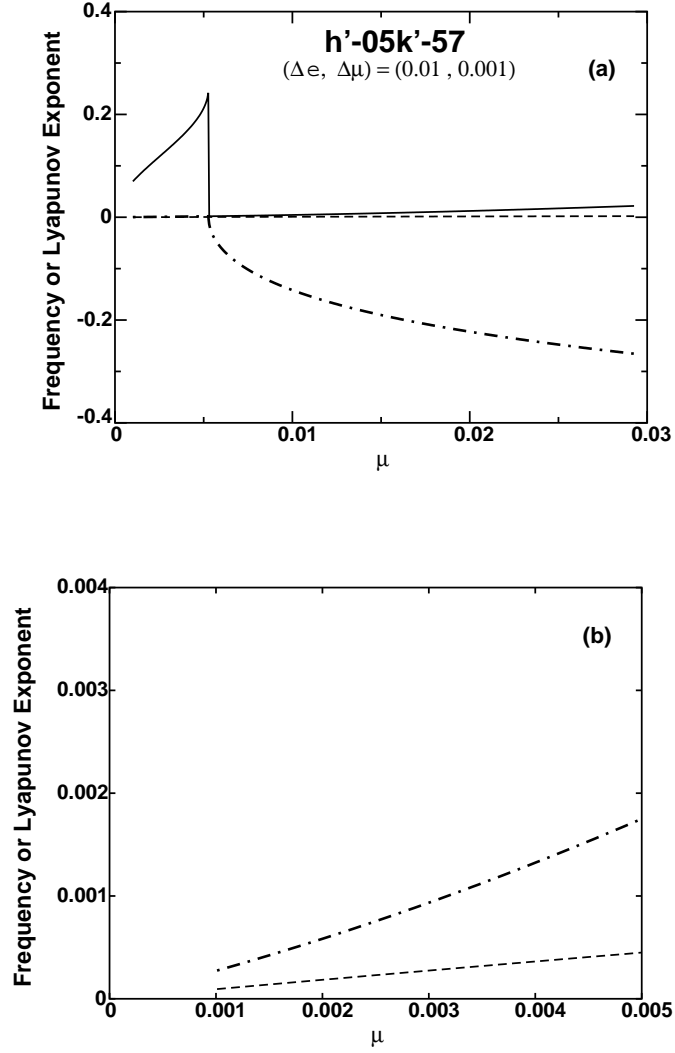 h'-05k'-57
(Δe, Δμ) = (0.01 , 0.001)
(a)
Frequency or Lyapunov Exponent
0.4
0.2
0
-0.2
-0.4
0 0.01 0.02 0.03
μ
(b)
Frequency or Lyapunov Exponent
0.004
0.003
0.002
0.001
0
0 0.001 0.002 0.003 0.004 0.005
μ